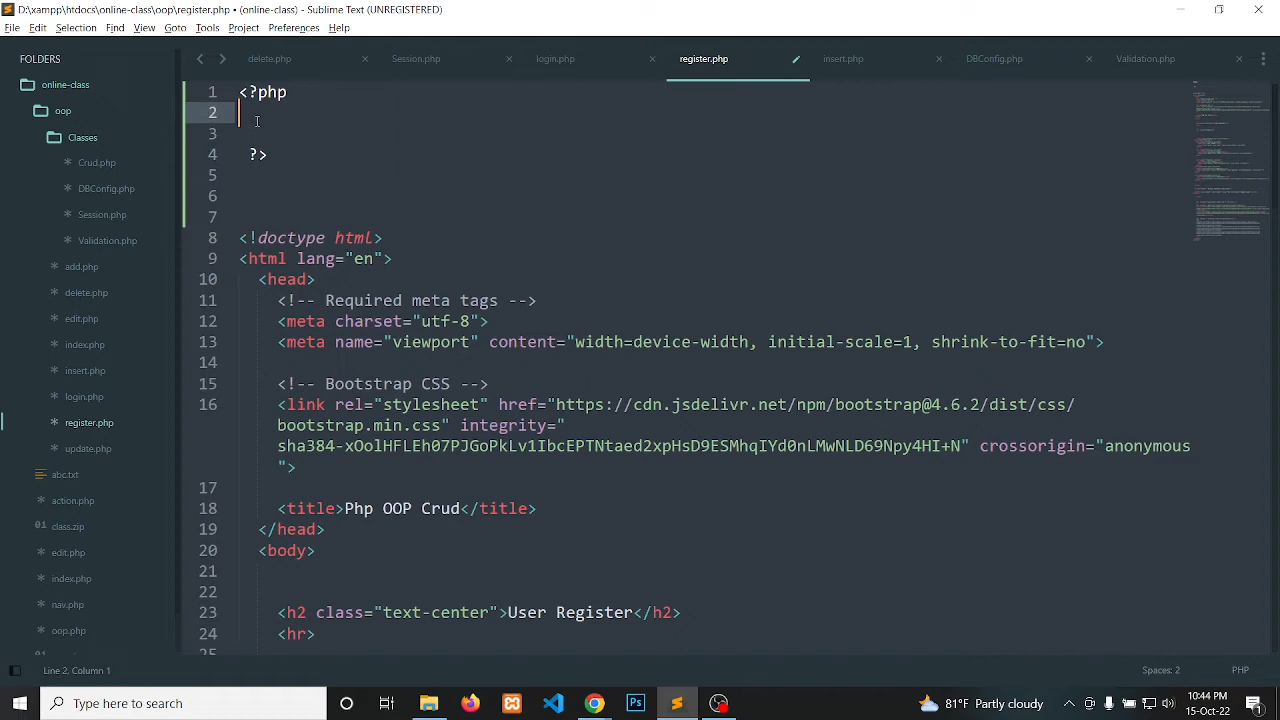 D:\xampp\htdocs\online-class\oop\register.php • (online-class) - Sublime Text (UNREGISTERED)
File Edit Selection Find View Goto Tools Project Preferences Help
FOLDERS
online-class
oop
Clases
Crud.php
DBConfig.php
Session.php
Validation.php
add.php
delete.php
edit.php
index.php
insert.php
login.php
register.php
update.php
abc.txt
action.php
class.zip
edit.php
index.php
nav.php
oop.php
delete.php Session.php login.php register.php insert.php DBConfig.php Validation.php
1 <?php
2
3
4 ?>
5
6
7
8 <!doctype html>
9 <html lang="en">
10 <head>
11 <!-- Required meta tags -->
12 <meta charset="utf-8">
13 <meta name="viewport" content="width=device-width, initial-scale=1, shrink-to-fit=no">
14
15 <!-- Bootstrap CSS -->
16 <link rel="stylesheet" href="https://cdn.jsdelivr.net/npm/bootstrap@4.6.2/dist/css/
bootstrap.min.css" integrity="
sha384-xOolHFLEh07PJGoPkLv1IbcEPTNtaed2xpHsD9ESMhqIYd0nLMwNLD69Npy4HI+N" crossorigin="anonymous
">
17
18 <title>Php OOP Crud</title>
19 </head>
20 <body>
21
22
23 <h2 class="text-center">User Register</h2>
24 <hr>
25
Line 2, Column 1
Spaces: 2 PHP
Type here to search
81°F Partly cloudy
10:44 PM
15-Oct-22